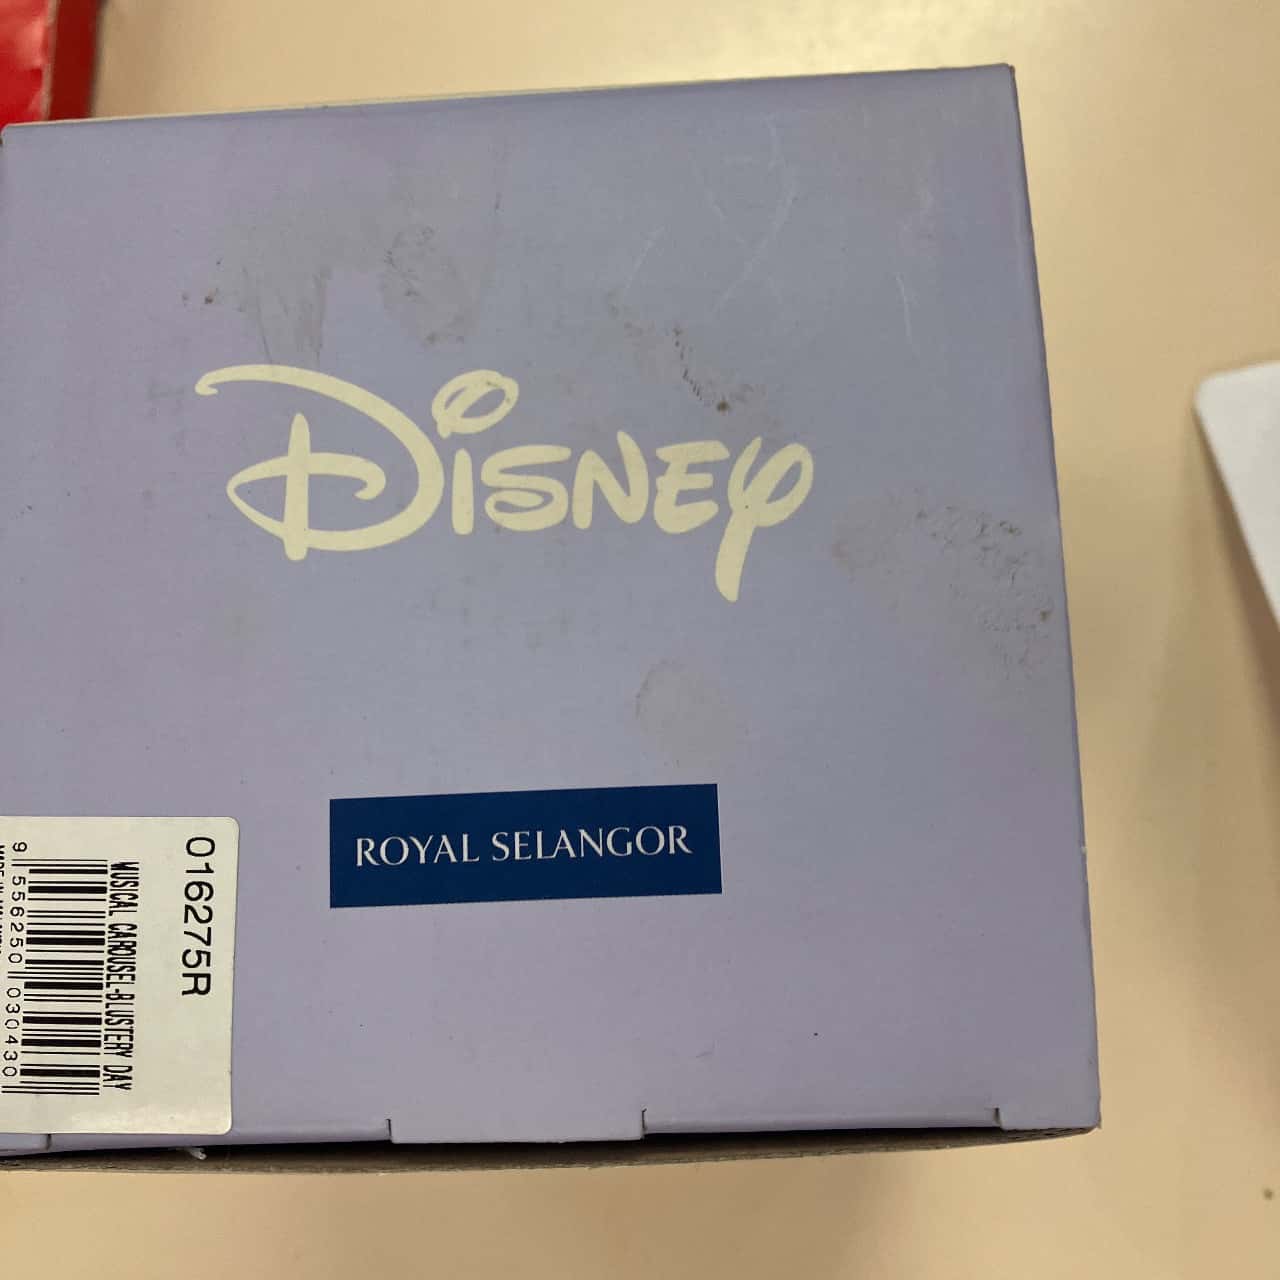 DISNEY
ROYAL SELANGOR
016275R
MUSICAL CAROUSEL-BLUSTERY DAY
9 556250 030430